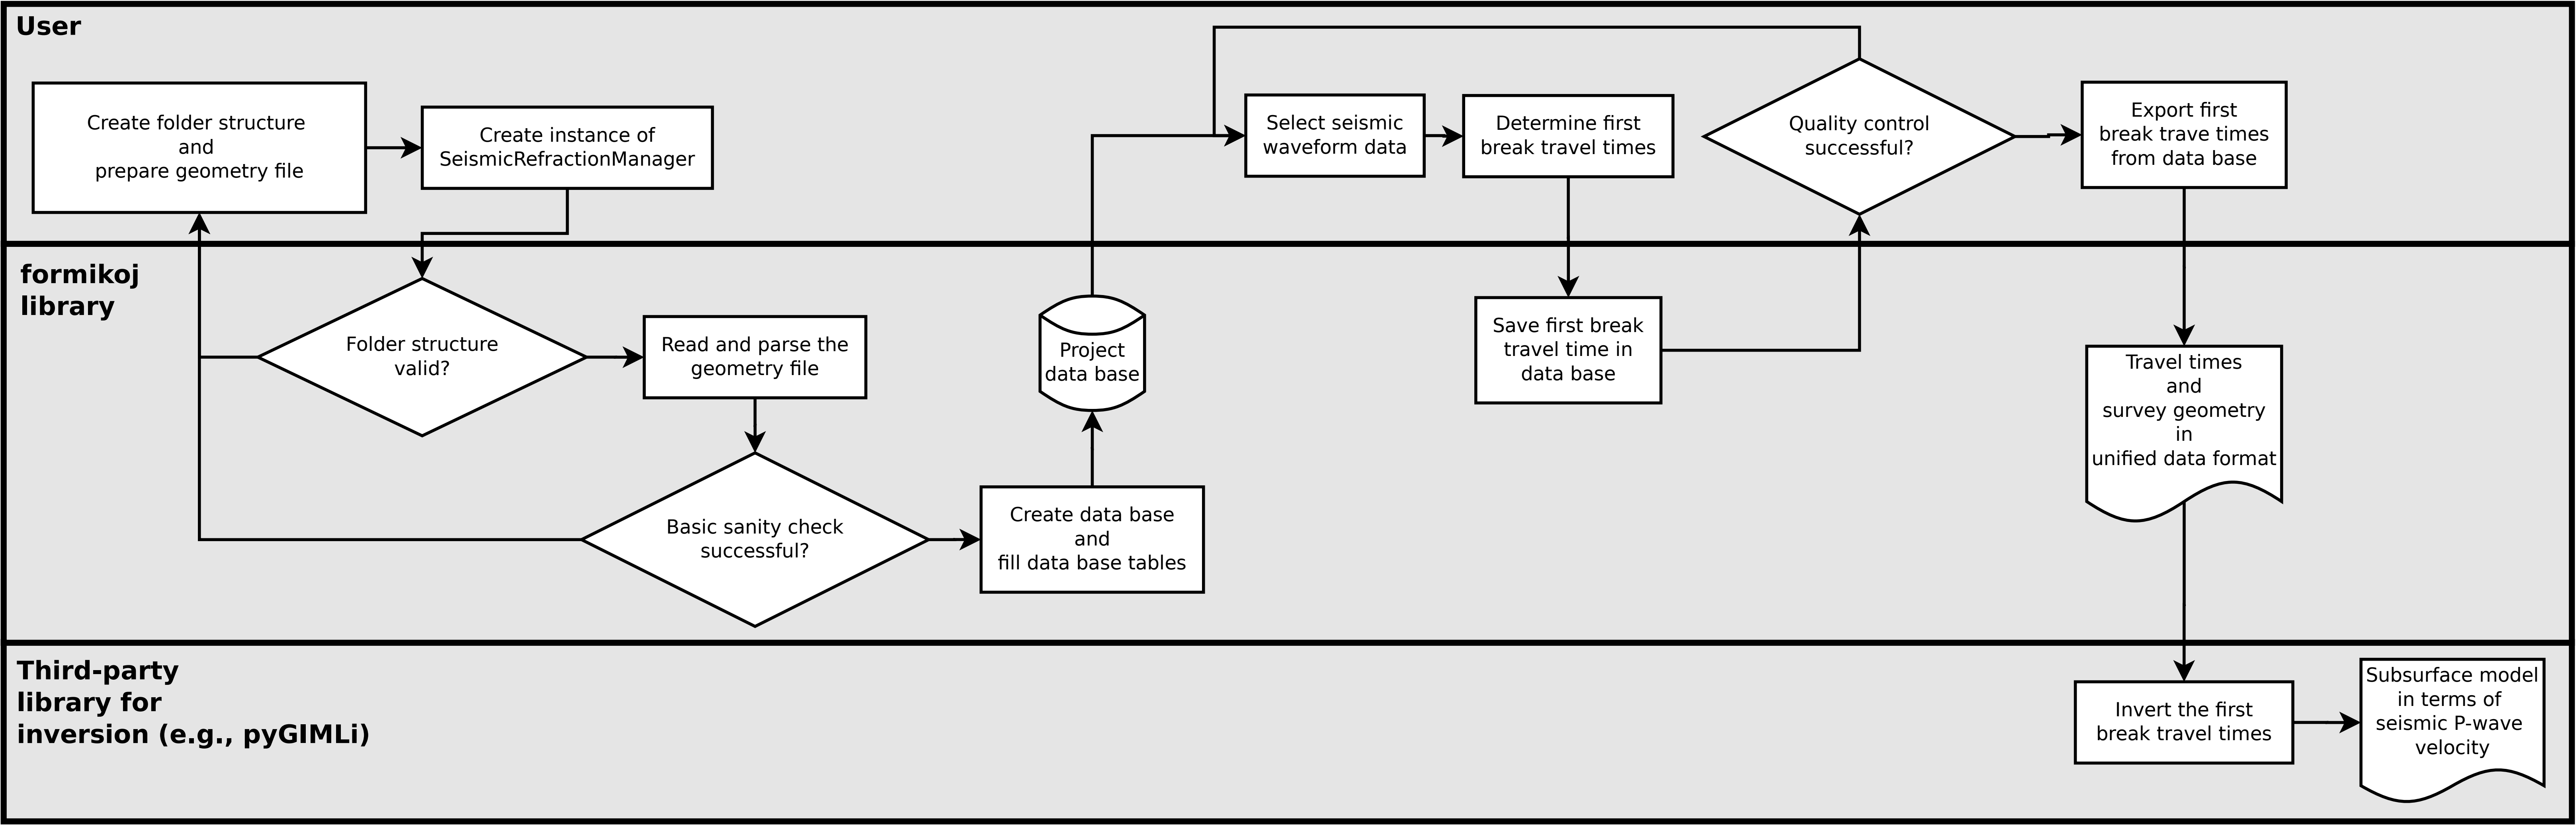 User
Create folder structure
and
prepare geometry file
Create instance of
SeismicRefractionManager
Select seismic
waveform data
Determine first
break travel times
Quality control
successful?
Export first
break trave times
from data base
formikoj
library
Folder structure
valid?
Read and parse the
geometry file
Basic sanity check
successful?
Create data base
and
fill data base tables
Project
data base
Save first break
travel time in
data base
Travel times
and
survey geometry
in
unified data format
Third-party
library for
inversion (e.g., pyGIMLi)
Invert the first
break travel times
Subsurface model
in terms of
seismic P-wave
velocity